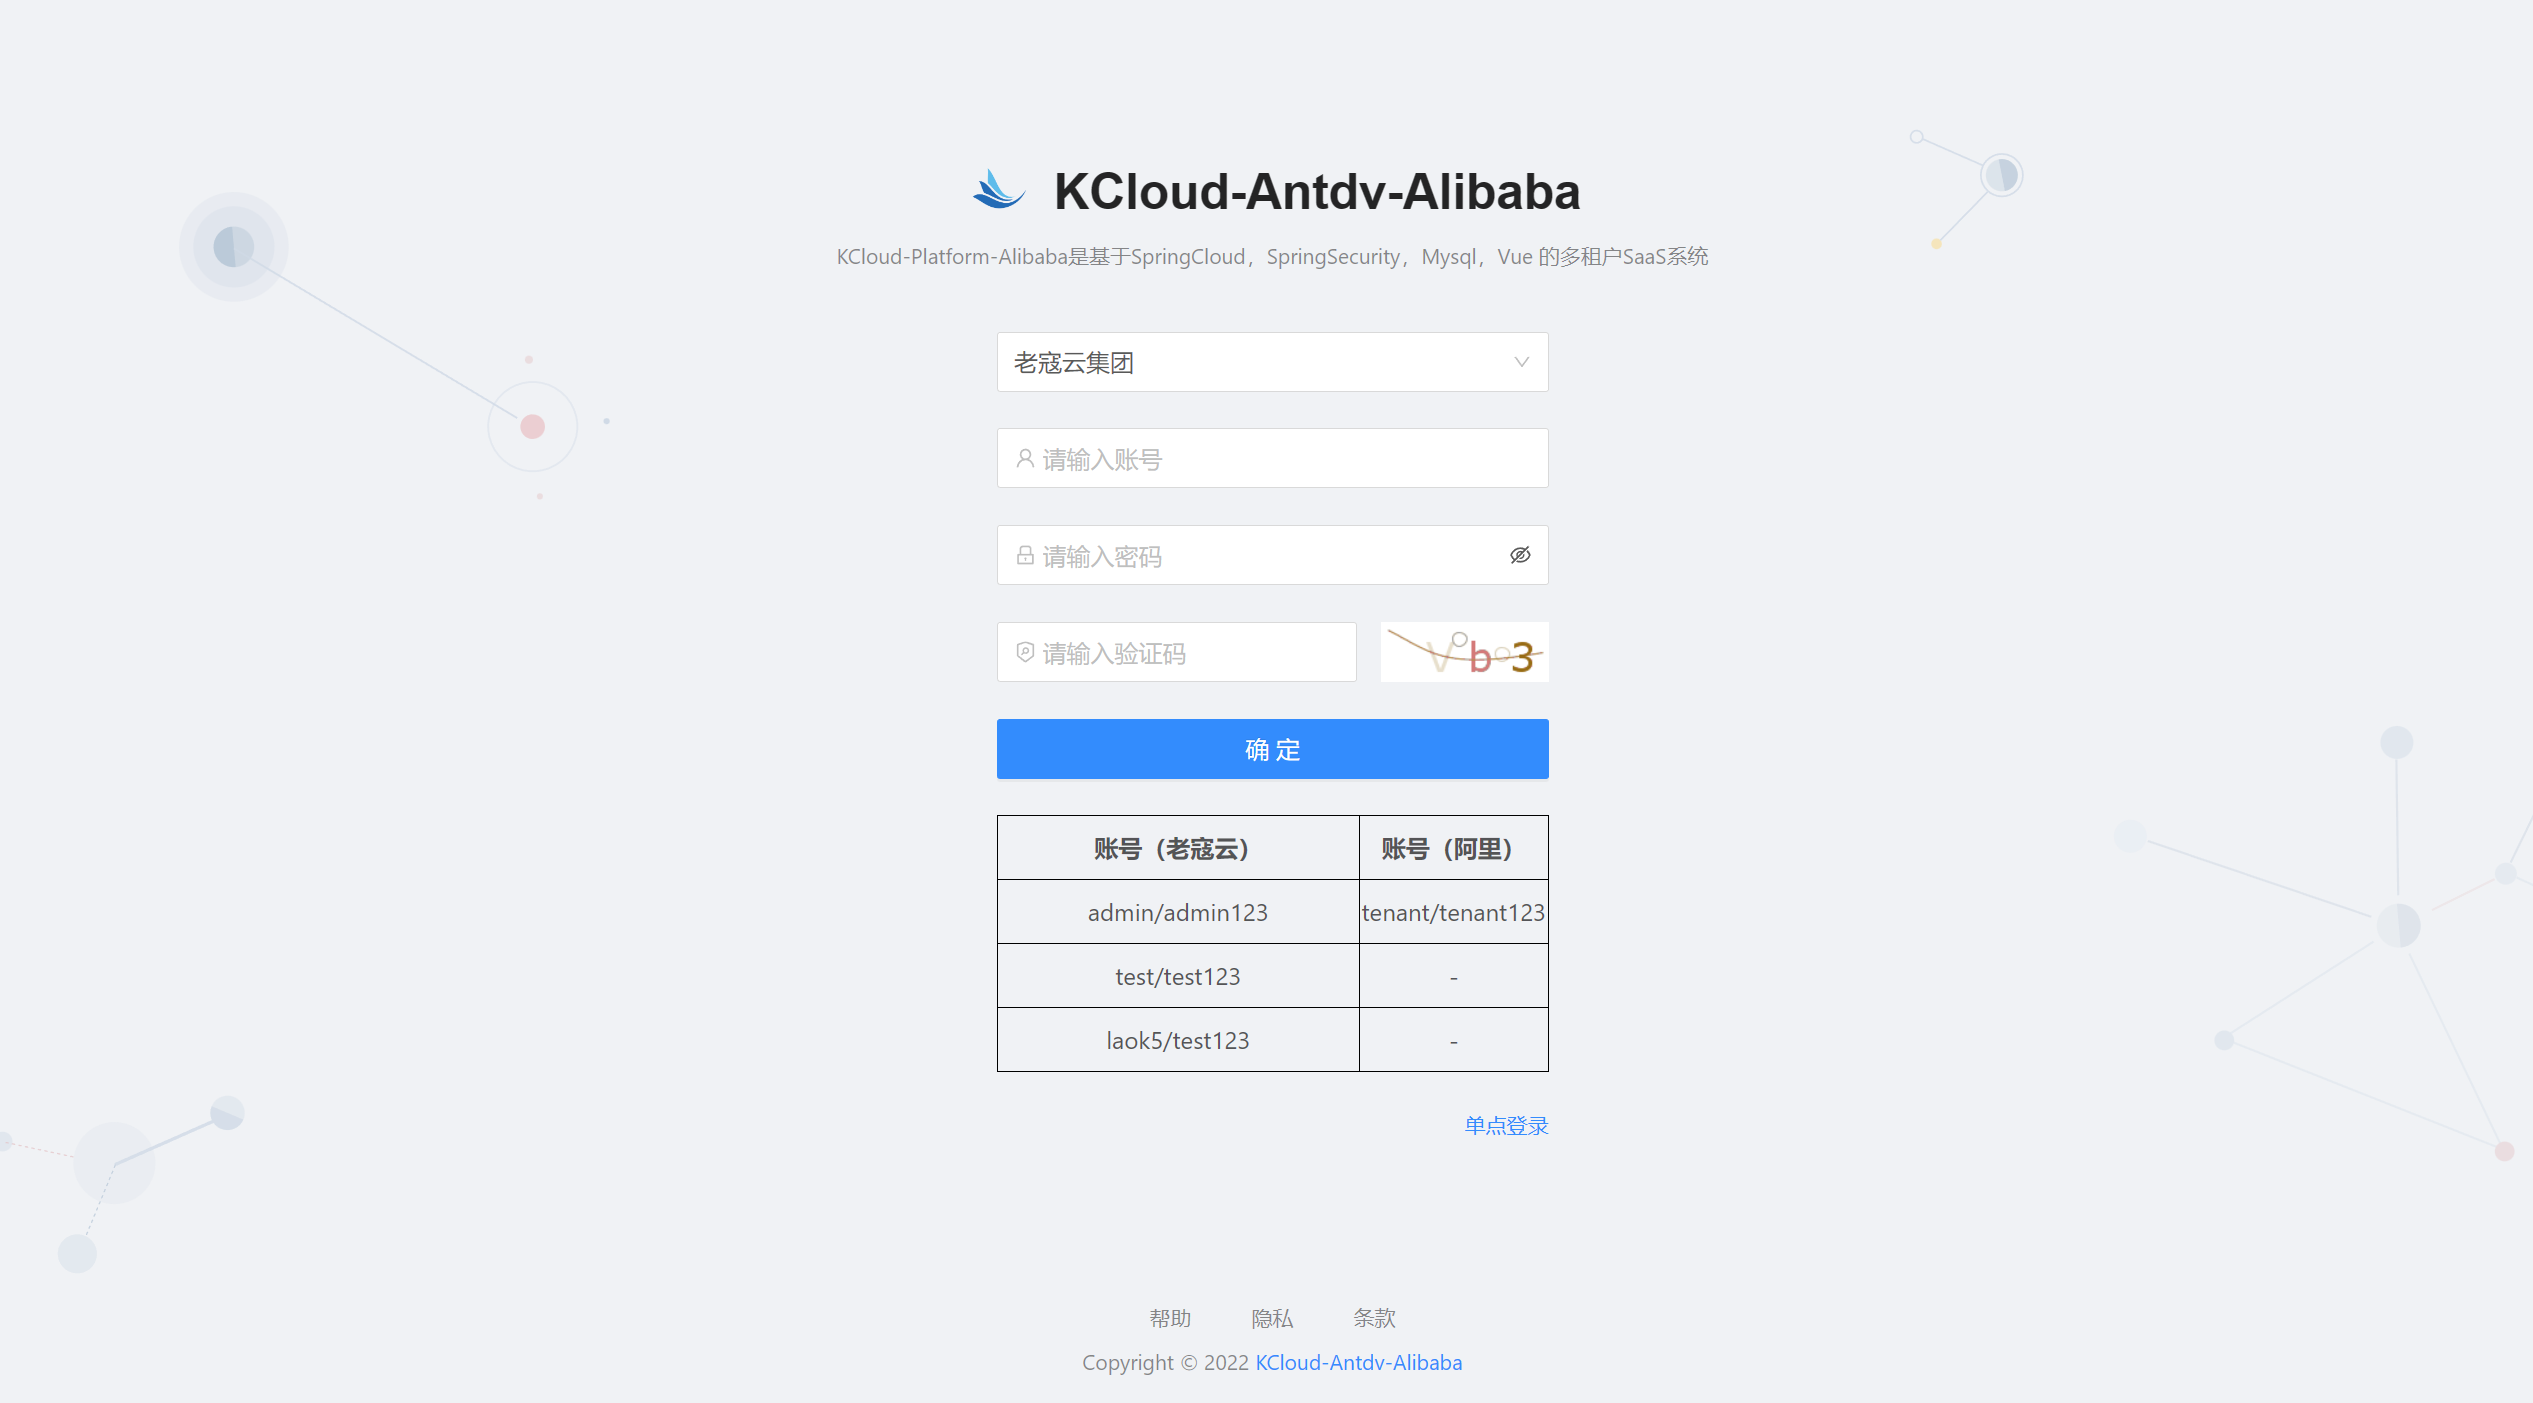 KCloud-Antdv-Alibaba
KCloud-Platform-Alibaba是基于SpringCloud，SpringSecurity，Mysql，Vue 的多租户SaaS系统
老寇云集团
请输入账号
请输入密码
请输入验证码
V b 3
确 定
账号（老寇云） 账号（阿里）
admin/admin123 tenant/tenant123
test/test123 -
laok5/test123 -
单点登录
帮助 隐私 条款
Copyright © 2022 KCloud-Antdv-Alibaba